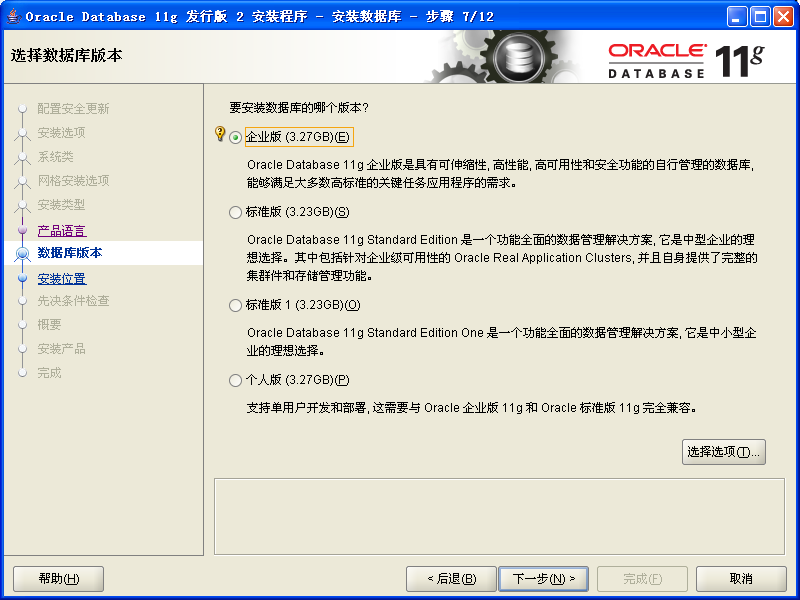 Oracle Database 11g 发行版 2 安装程序 - 安装数据库 - 步骤 7/12
选择数据库版本
ORACLE
DATABASE
11g
配置安全更新
安装选项
系统类
网格安装选项
安装类型
产品语言
数据库版本
安装位置
先决条件检查
概要
安装产品
完成
要安装数据库的哪个版本?
企业版 (3.27GB)(E)
Oracle Database 11g 企业版是具有可伸缩性, 高性能, 高可用性和安全功能的自行管理的数据库,
能够满足大多数高标准的关键任务应用程序的需求。
标准版 (3.23GB)(S)
Oracle Database 11g Standard Edition 是一个功能全面的数据管理解决方案, 它是中型企业的理
想选择。其中包括针对企业级可用性的 Oracle Real Application Clusters, 并且自身提供了完整的
集群件和存储管理功能。
标准版 1 (3.23GB)(O)
Oracle Database 11g Standard Edition One 是一个功能全面的数据管理解决方案, 它是中小型企
业的理想选择。
个人版 (3.27GB)(P)
支持单用户开发和部署, 这需要与 Oracle 企业版 11g 和 Oracle 标准版 11g 完全兼容。
选择选项(T)...
帮助(H)
< 后退(B)
下一步(N) >
完成(F)
取消